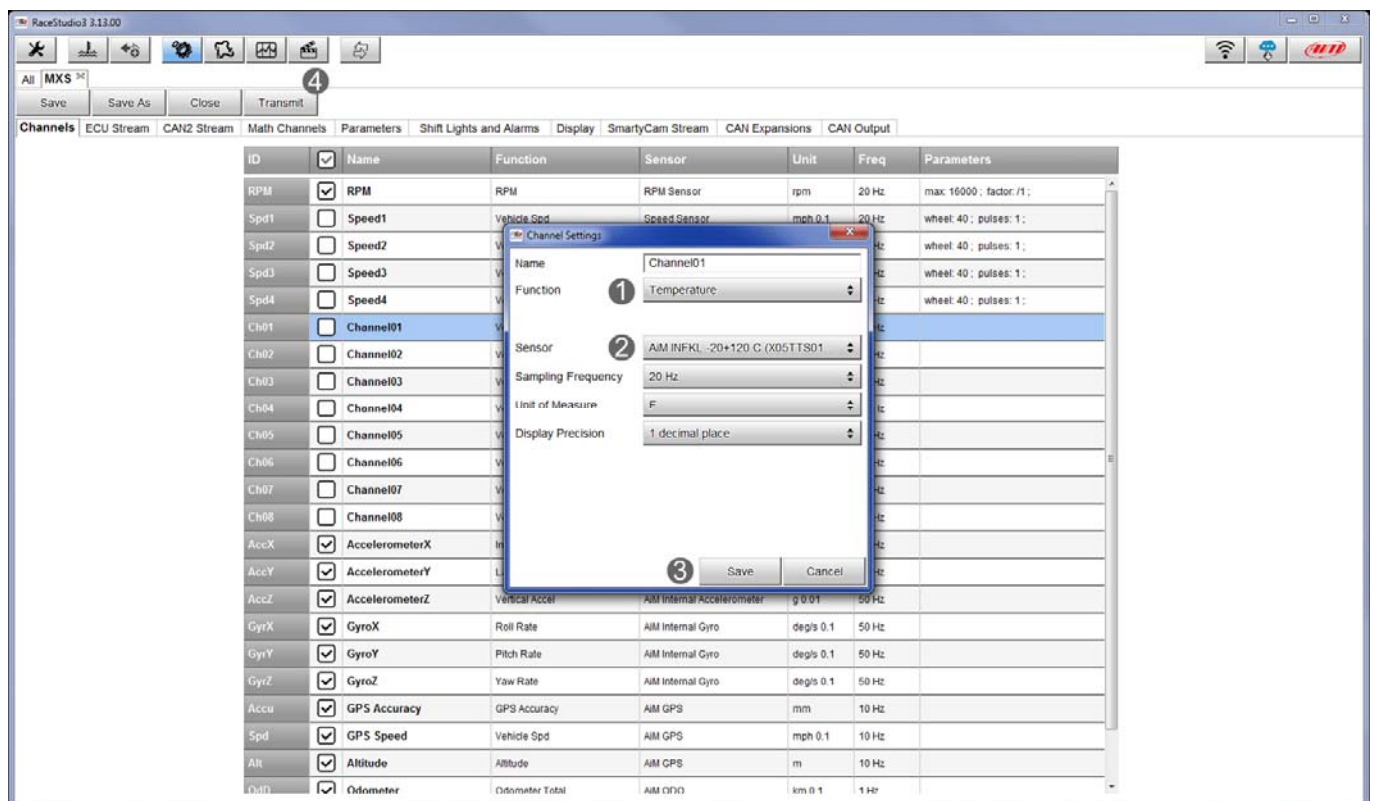 RaceStudio3 3.13.00
AiM
All MXS
4
Save Save As Close Transmit
Channels ECU Stream CAN2 Stream Math Channels Parameters Shift Lights and Alarms Display SmartyCam Stream CAN Expansions CAN Output
ID Name Function Sensor Unit Freq Parameters
RPM RPM RPM RPM Sensor rpm 20 Hz max: 16000 ; factor: /1 ;
Spd1 Speed1 Vehicle Spd Speed Sensor mph 0.1 20 Hz wheel: 40 ; pulses: 1 ;
Spd2 Speed2 wheel: 40 ; pulses: 1 ;
Spd3 Speed3 wheel: 40 ; pulses: 1 ;
Spd4 Speed4 wheel: 40 ; pulses: 1 ;
Ch01 Channel01
Ch02 Channel02
Ch03 Channel03
Ch04 Channel04
Ch05 Channel05
Ch06 Channel06
Ch07 Channel07
Ch08 Channel08
AccX AccelerometerX
AccY AccelerometerY
AccZ AccelerometerZ Vertical Accel AiM Internal Accelerometer g 0.01 50 Hz
GyrX GyroX Roll Rate AiM Internal Gyro deg/s 0.1 50 Hz
GyrY GyroY Pitch Rate AiM Internal Gyro deg/s 0.1 50 Hz
GyrZ GyroZ Yaw Rate AiM Internal Gyro deg/s 0.1 50 Hz
Accu GPS Accuracy GPS Accuracy AiM GPS mm 10 Hz
Spd GPS Speed Vehicle Spd AiM GPS mph 0.1 10 Hz
Alt Altitude Altitude AiM GPS m 10 Hz
OdD Odometer Odometer Total AiM ODO km 0.1 1 Hz
Channel Settings
Name Channel01
Function 1 Temperature
Sensor 2 AiM INFKL -20+120 C (X05TTS01
Sampling Frequency 20 Hz
Unit of Measure F
Display Precision 1 decimal place
3 Save Cancel